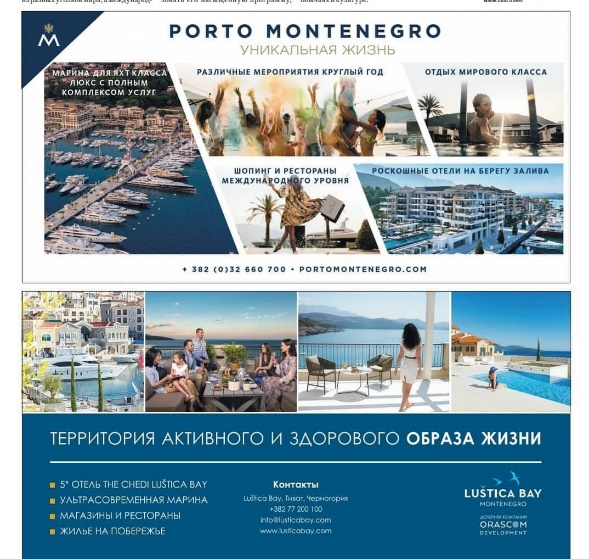 PORTO MONTENEGRO
УНИКАЛЬНАЯ ЖИЗНЬ
МАРИНА ДЛЯ ЯХТ КЛАССА
ЛЮКС С ПОЛНЫМ
КОМПЛЕКСОМ УСЛУГ
РАЗЛИЧНЫЕ МЕРОПРИЯТИЯ КРУГЛЫЙ ГОД
ОТДЫХ МИРОВОГО КЛАССА
ШОПИНГ И РЕСТОРАНЫ
МЕЖДУНАРОДНОГО УРОВНЯ
РОСКОШНЫЕ ОТЕЛИ НА БЕРЕГУ ЗАЛИВА
+ 382 (0)32 660 700 • PORTOMONTENEGRO.COM
ТЕРРИТОРИЯ АКТИВНОГО И ЗДОРОВОГО ОБРАЗА ЖИЗНИ
5* ОТЕЛЬ THE CHEDI LUŠTICA BAY
УЛЬТРАСОВРЕМЕННАЯ МАРИНА
МАГАЗИНЫ И РЕСТОРАНЫ
ЖИЛЬЕ НА ПОБЕРЕЖЬЕ
Контакты
Luštica Bay, Тиват, Черногория
+382 77 200 100
info@lusticabay.com
www.lusticabay.com
LUŠTICA BAY
MONTENEGRO
ДОЧЕРНЯЯ КОМПАНИЯ
ORASCOM
DEVELOPMENT